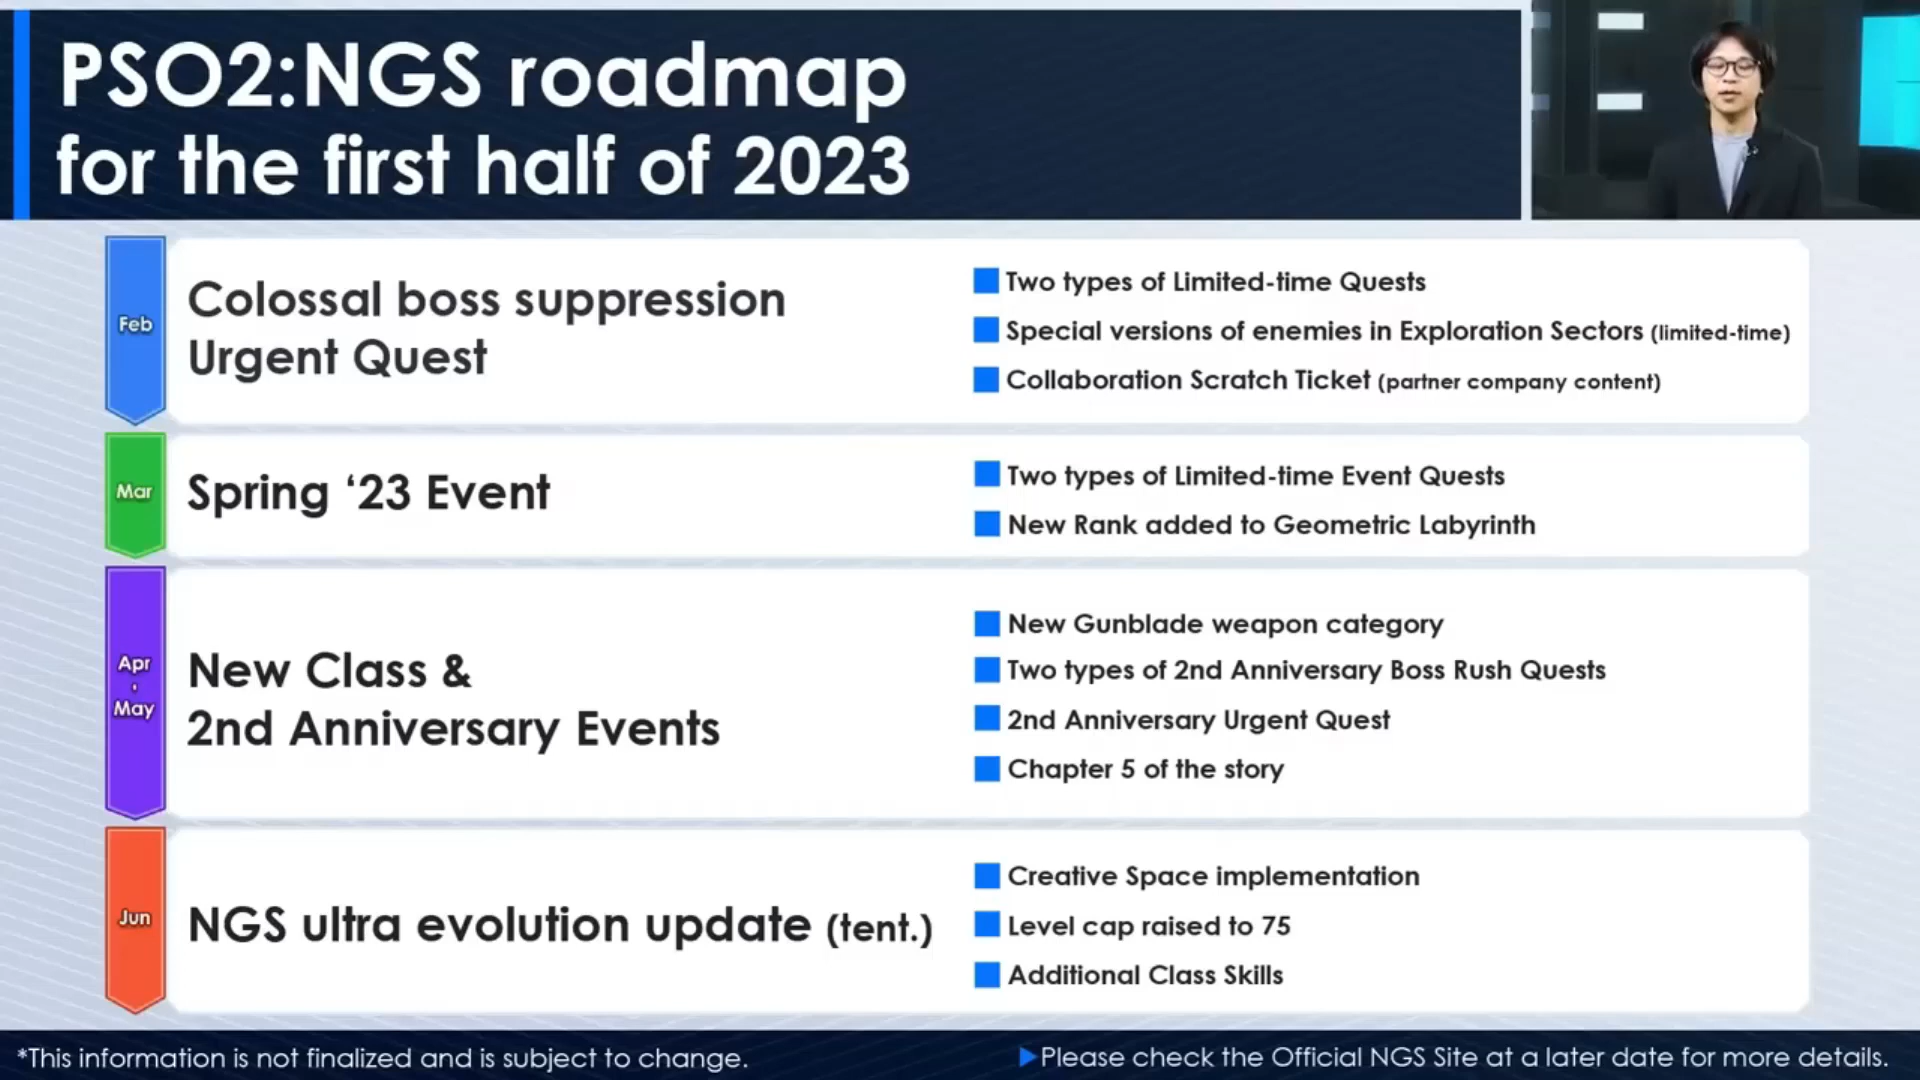 PSO2:NGS roadmap
for the first half of 2023
Feb
Colossal boss suppression
Urgent Quest
Two types of Limited-time Quests
Special versions of enemies in Exploration Sectors (limited-time)
Collaboration Scratch Ticket (partner company content)
Mar
Spring ‘23 Event
Two types of Limited-time Event Quests
New Rank added to Geometric Labyrinth
Apr
・
May
New Class &
2nd Anniversary Events
New Gunblade weapon category
Two types of 2nd Anniversary Boss Rush Quests
2nd Anniversary Urgent Quest
Chapter 5 of the story
Jun
NGS ultra evolution update (tent.)
Creative Space implementation
Level cap raised to 75
Additional Class Skills
*This information is not finalized and is subject to change.
▶Please check the Official NGS Site at a later date for more details.